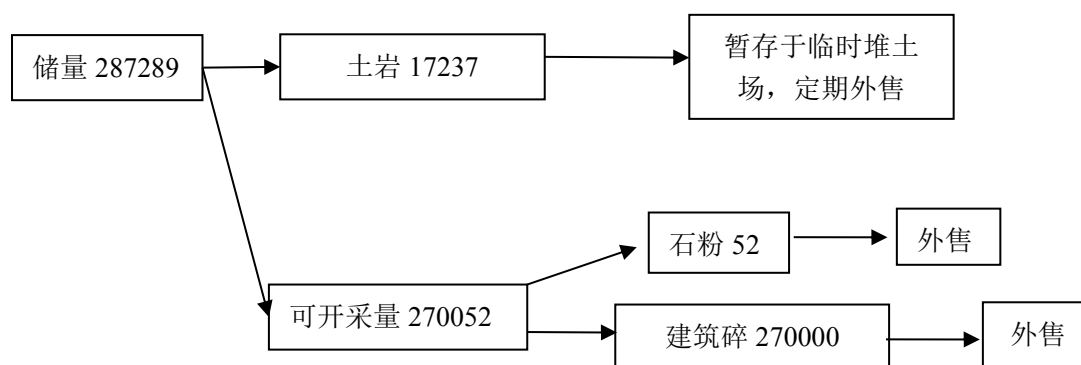 储量 287289
土岩 17237
暂存于临时堆土
场，定期外售
石粉 52
外售
可开采量 270052
建筑碎 270000
外售